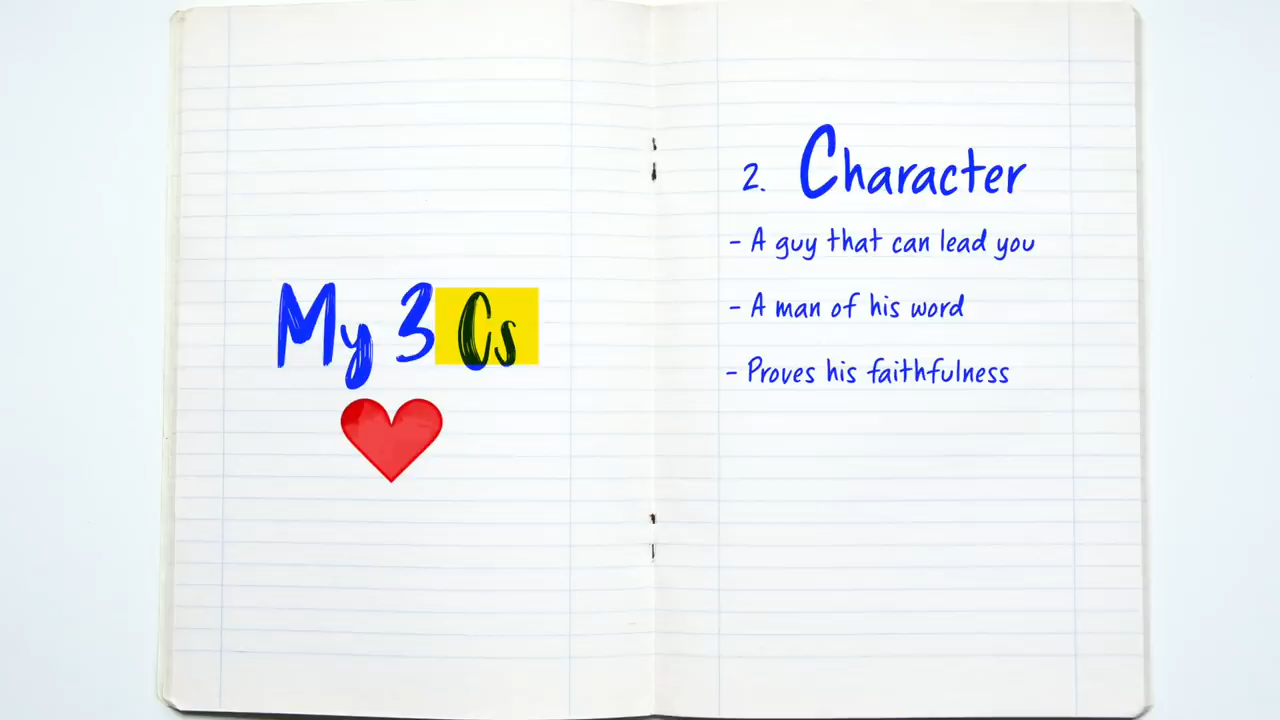 My 3 Cs
2. Character
- A guy that can lead you
- A man of his word
- Proves his faithfulness